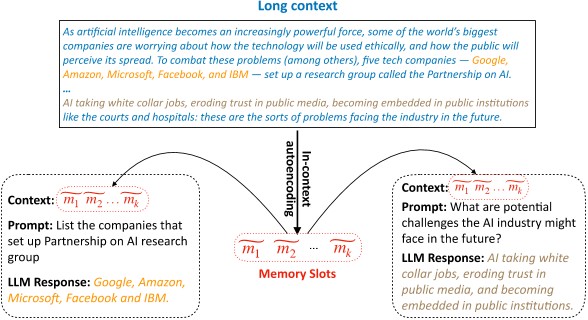 Long context
As artificial intelligence becomes an increasingly powerful force, some of the world's biggest
companies are worrying about how the technology will be used ethically, and how the public will
perceive its spread. To combat these problems (among others), five tech companies — Google,
Amazon, Microsoft, Facebook, and IBM — set up a research group called the Partnership on AI.
...
AI taking white collar jobs, eroding trust in public media, becoming embedded in public institutions
like the courts and hospitals: these are the sorts of problems facing the industry in the future.
In-context
autoencoding
Context: m̃₁ m̃₂ … m̃ₖ
Prompt: List the companies that
set up Partnership on AI research
group
LLM Response: Google, Amazon,
Microsoft, Facebook and IBM.
m̃₁ m̃₂ ... m̃ₖ
Memory Slots
Context: m̃₁ m̃₂ … m̃ₖ
Prompt: What are potential
challenges the AI industry might
face in the future?
LLM Response: AI taking white
collar jobs, eroding trust in
public media, and becoming
embedded in public institutions.